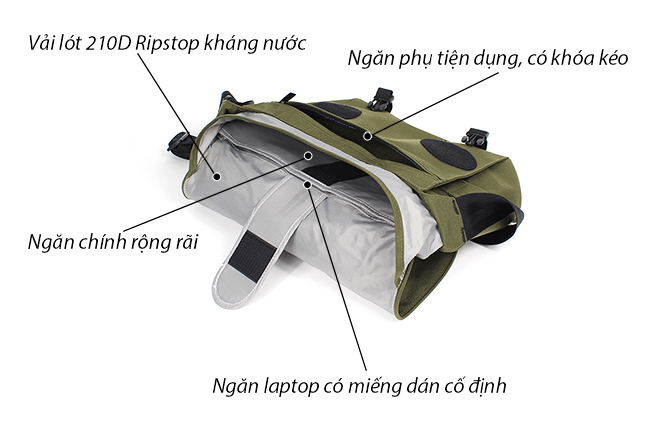 Vải lót 210D Ripstop kháng nước
Ngăn phụ tiện dụng, có khóa kéo
Ngăn chính rộng rãi
Ngăn laptop có miếng dán cố định